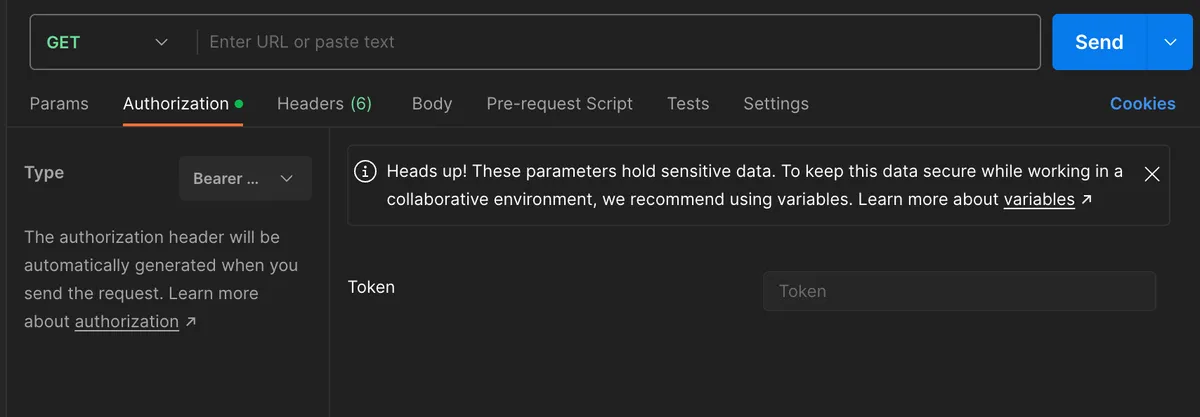 GET
Enter URL or paste text
Send
Params
Authorization
Headers (6)
Body
Pre-request Script
Tests
Settings
Cookies
Type
Bearer ...
The authorization header will be
automatically generated when you
send the request. Learn more
about authorization ↗
Heads up! These parameters hold sensitive data. To keep this data secure while working in a
collaborative environment, we recommend using variables. Learn more about variables ↗
Token
Token